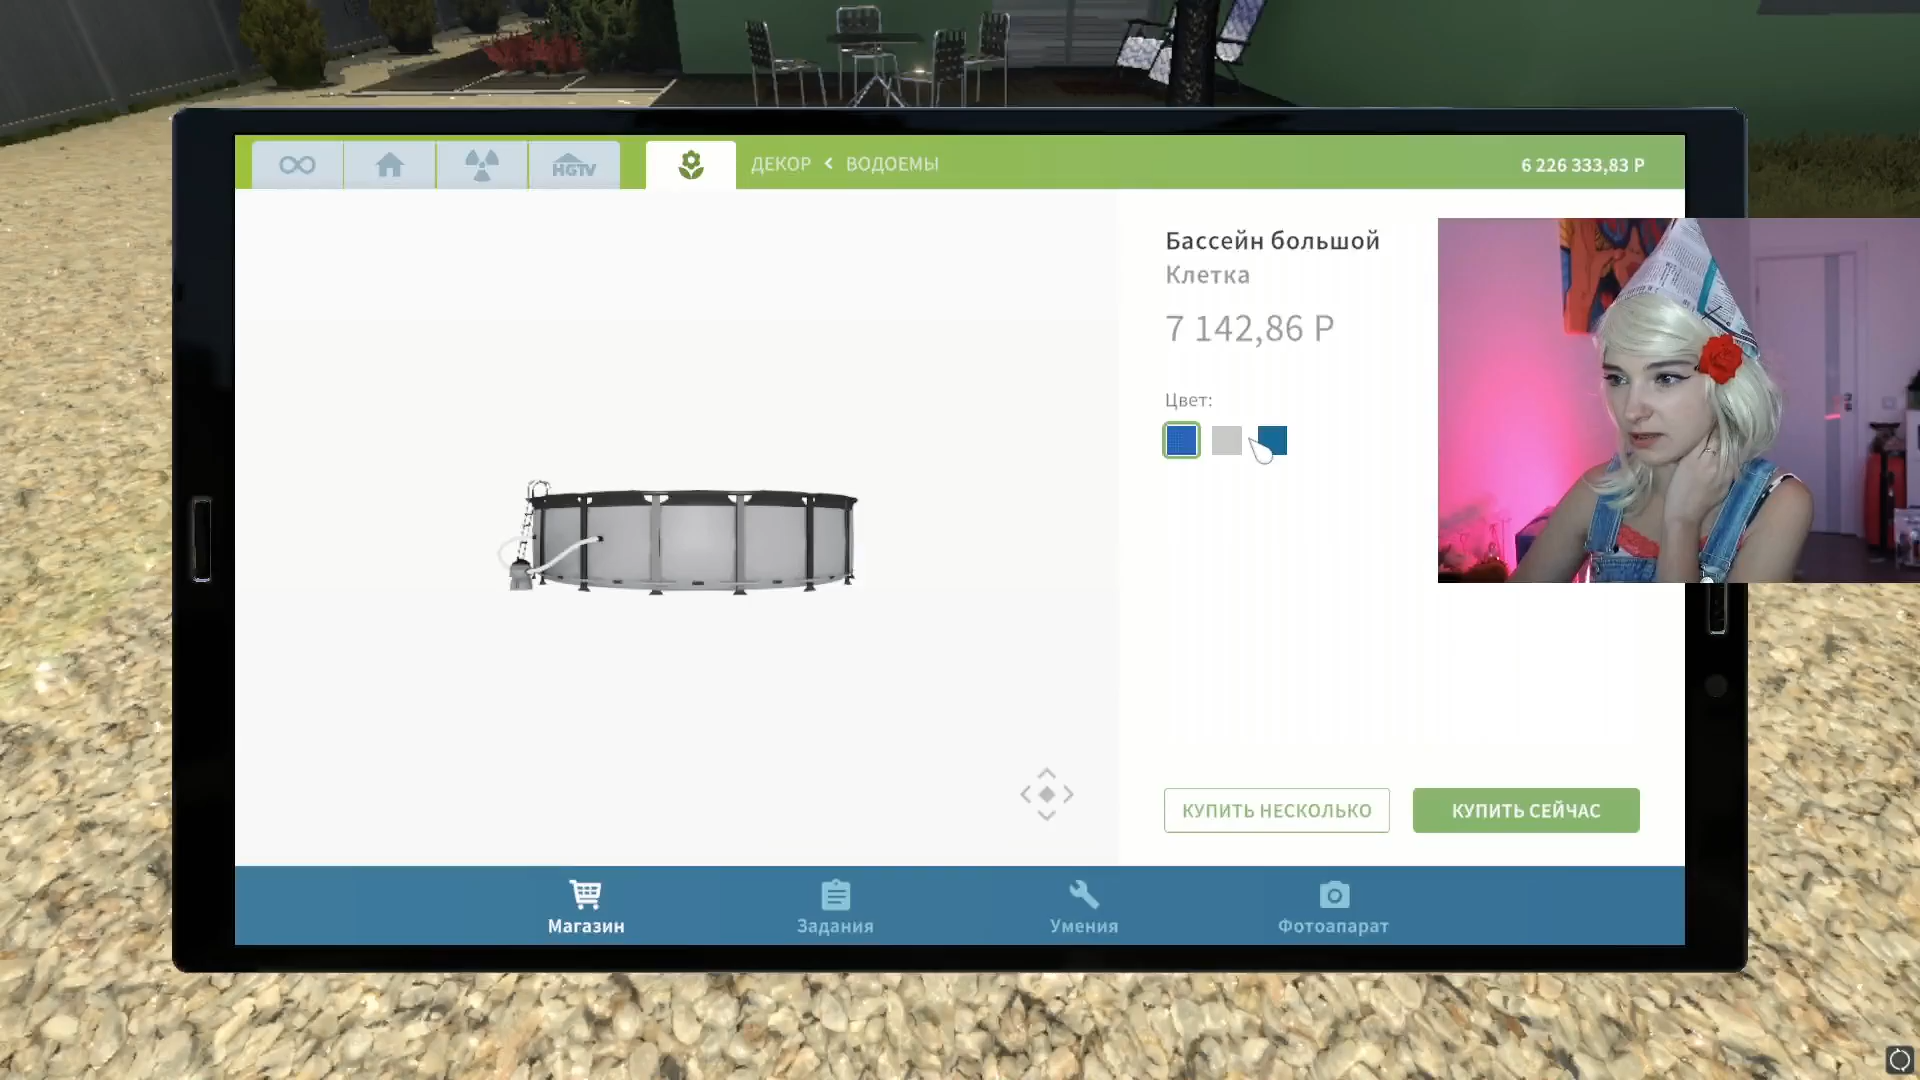 HGTV
ДЕКОР < ВОДОЕМЫ
6 226 333,83 Р
Бассейн большой
Клетка
7 142,86 Р
Цвет:
КУПИТЬ НЕСКОЛЬКО
КУПИТЬ СЕЙЧАС
Магазин
Задания
Умения
Фотоапарат